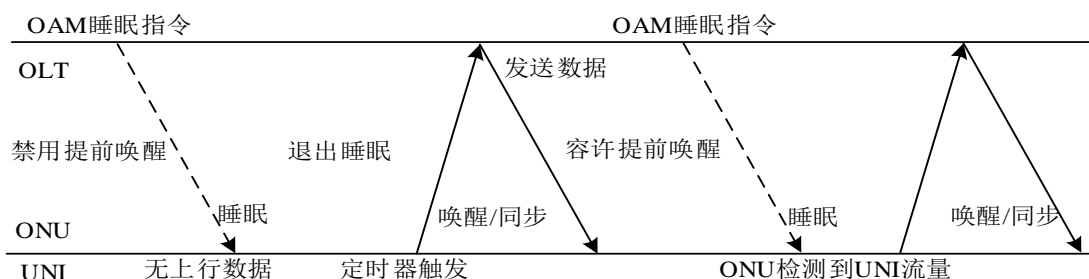 OAM睡眠指令
OAM睡眠指令
OLT
发送数据
禁用提前唤醒
退出睡眠
容许提前唤醒
睡眠
唤醒/同步
睡眠
唤醒/同步
ONU
UNI
无上行数据
定时器触发
ONU检测到UNI流量